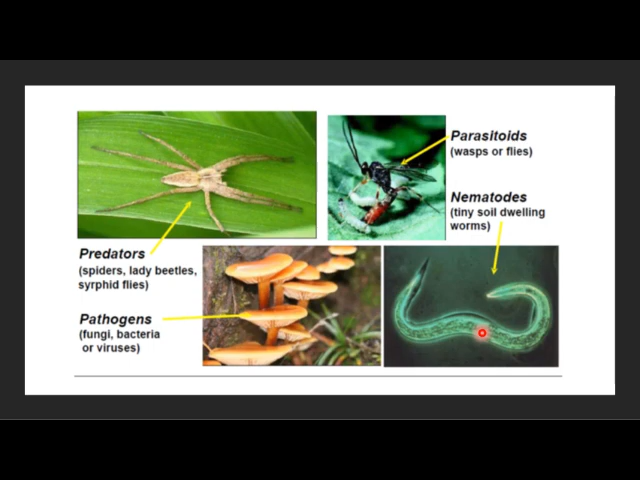 Parasitoids
(wasps or flies)
Nematodes
(tiny soil dwelling
worms)
Predators
(spiders, lady beetles,
syrphid flies)
Pathogens
(fungi, bacteria
or viruses)